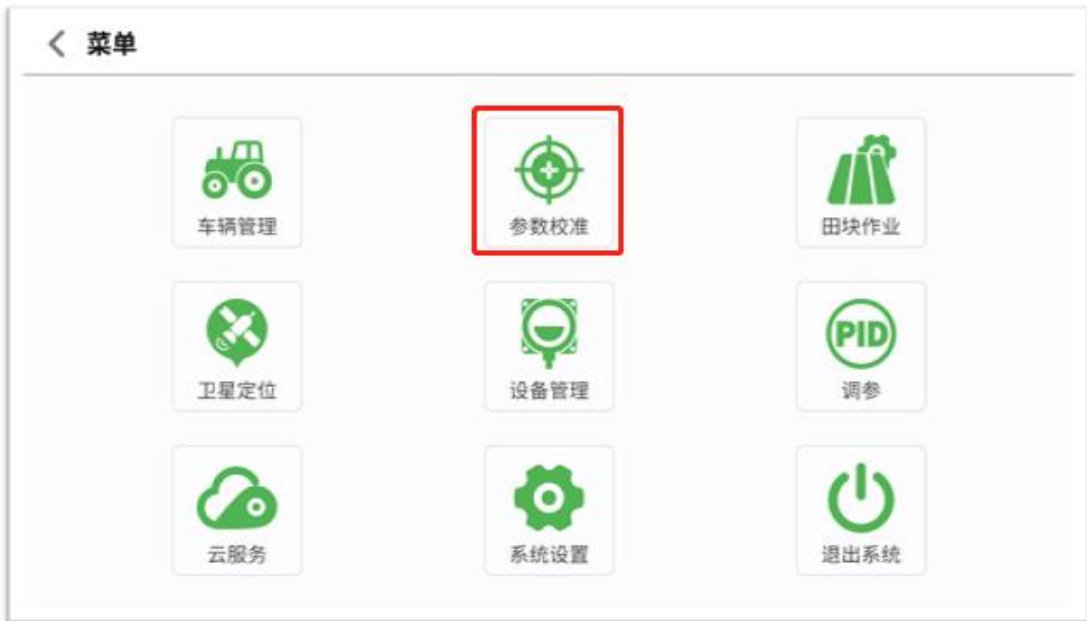 菜单
车辆管理
参数校准
田块作业
卫星定位
设备管理
PID
调参
云服务
系统设置
退出系统